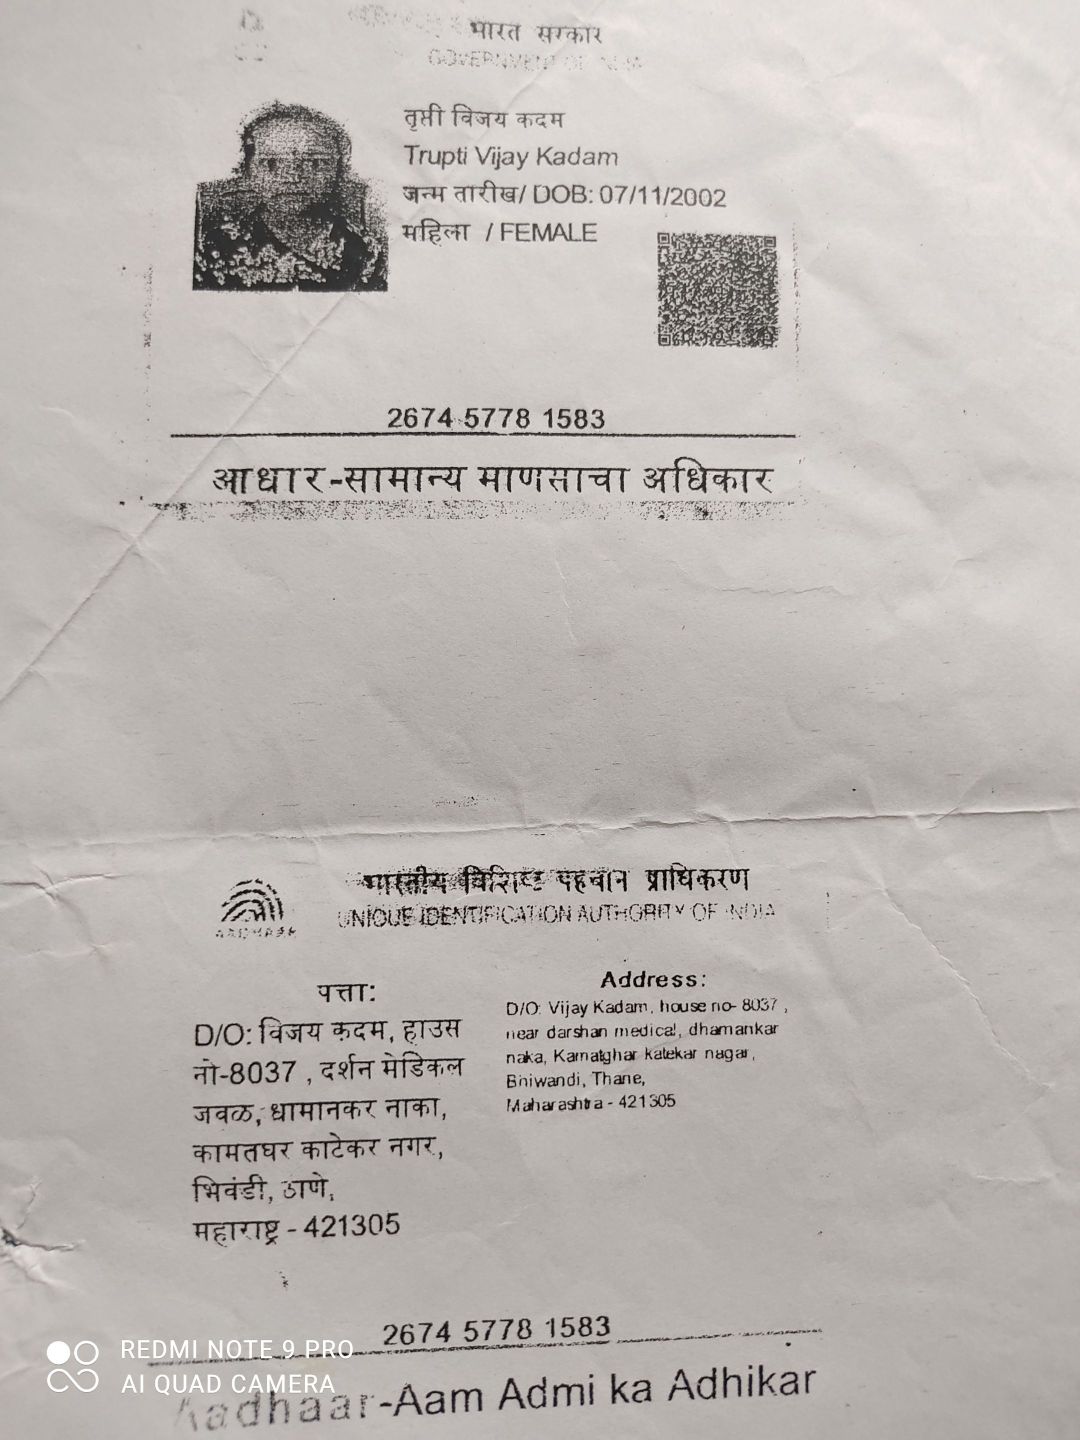 भारत सरकार
GOVERNMENT OF INDIA
तृप्ती विजय कदम
Trupti Vijay Kadam
जन्म तारीख/ DOB: 07/11/2002
महिला / FEMALE
2674 5778 1583
आधार-सामान्य माणसाचा अधिकार
भारतीय विशिष्ट पहचान प्राधिकरण
UNIQUE IDENTIFICATION AUTHORITY OF INDIA
AADHAAR
पत्ता:
D/O: विजय कदम, हाउस
नो-8037 , दर्शन मेडिकल
जवळ, धामानकर नाका,
कामतघर काटेकर नगर,
भिवंडी, ठाणे,
महाराष्ट्र - 421305
Address:
D/O: Vijay Kadam, house no- 8037 ,
near darshan medical, dhamankar
naka, Kamatghar katekar nagar,
Bhiwandi, Thane,
Maharashtra - 421305
2674 5778 1583
Aadhaar-Aam Admi ka Adhikar
REDMI NOTE 9 PRO
AI QUAD CAMERA